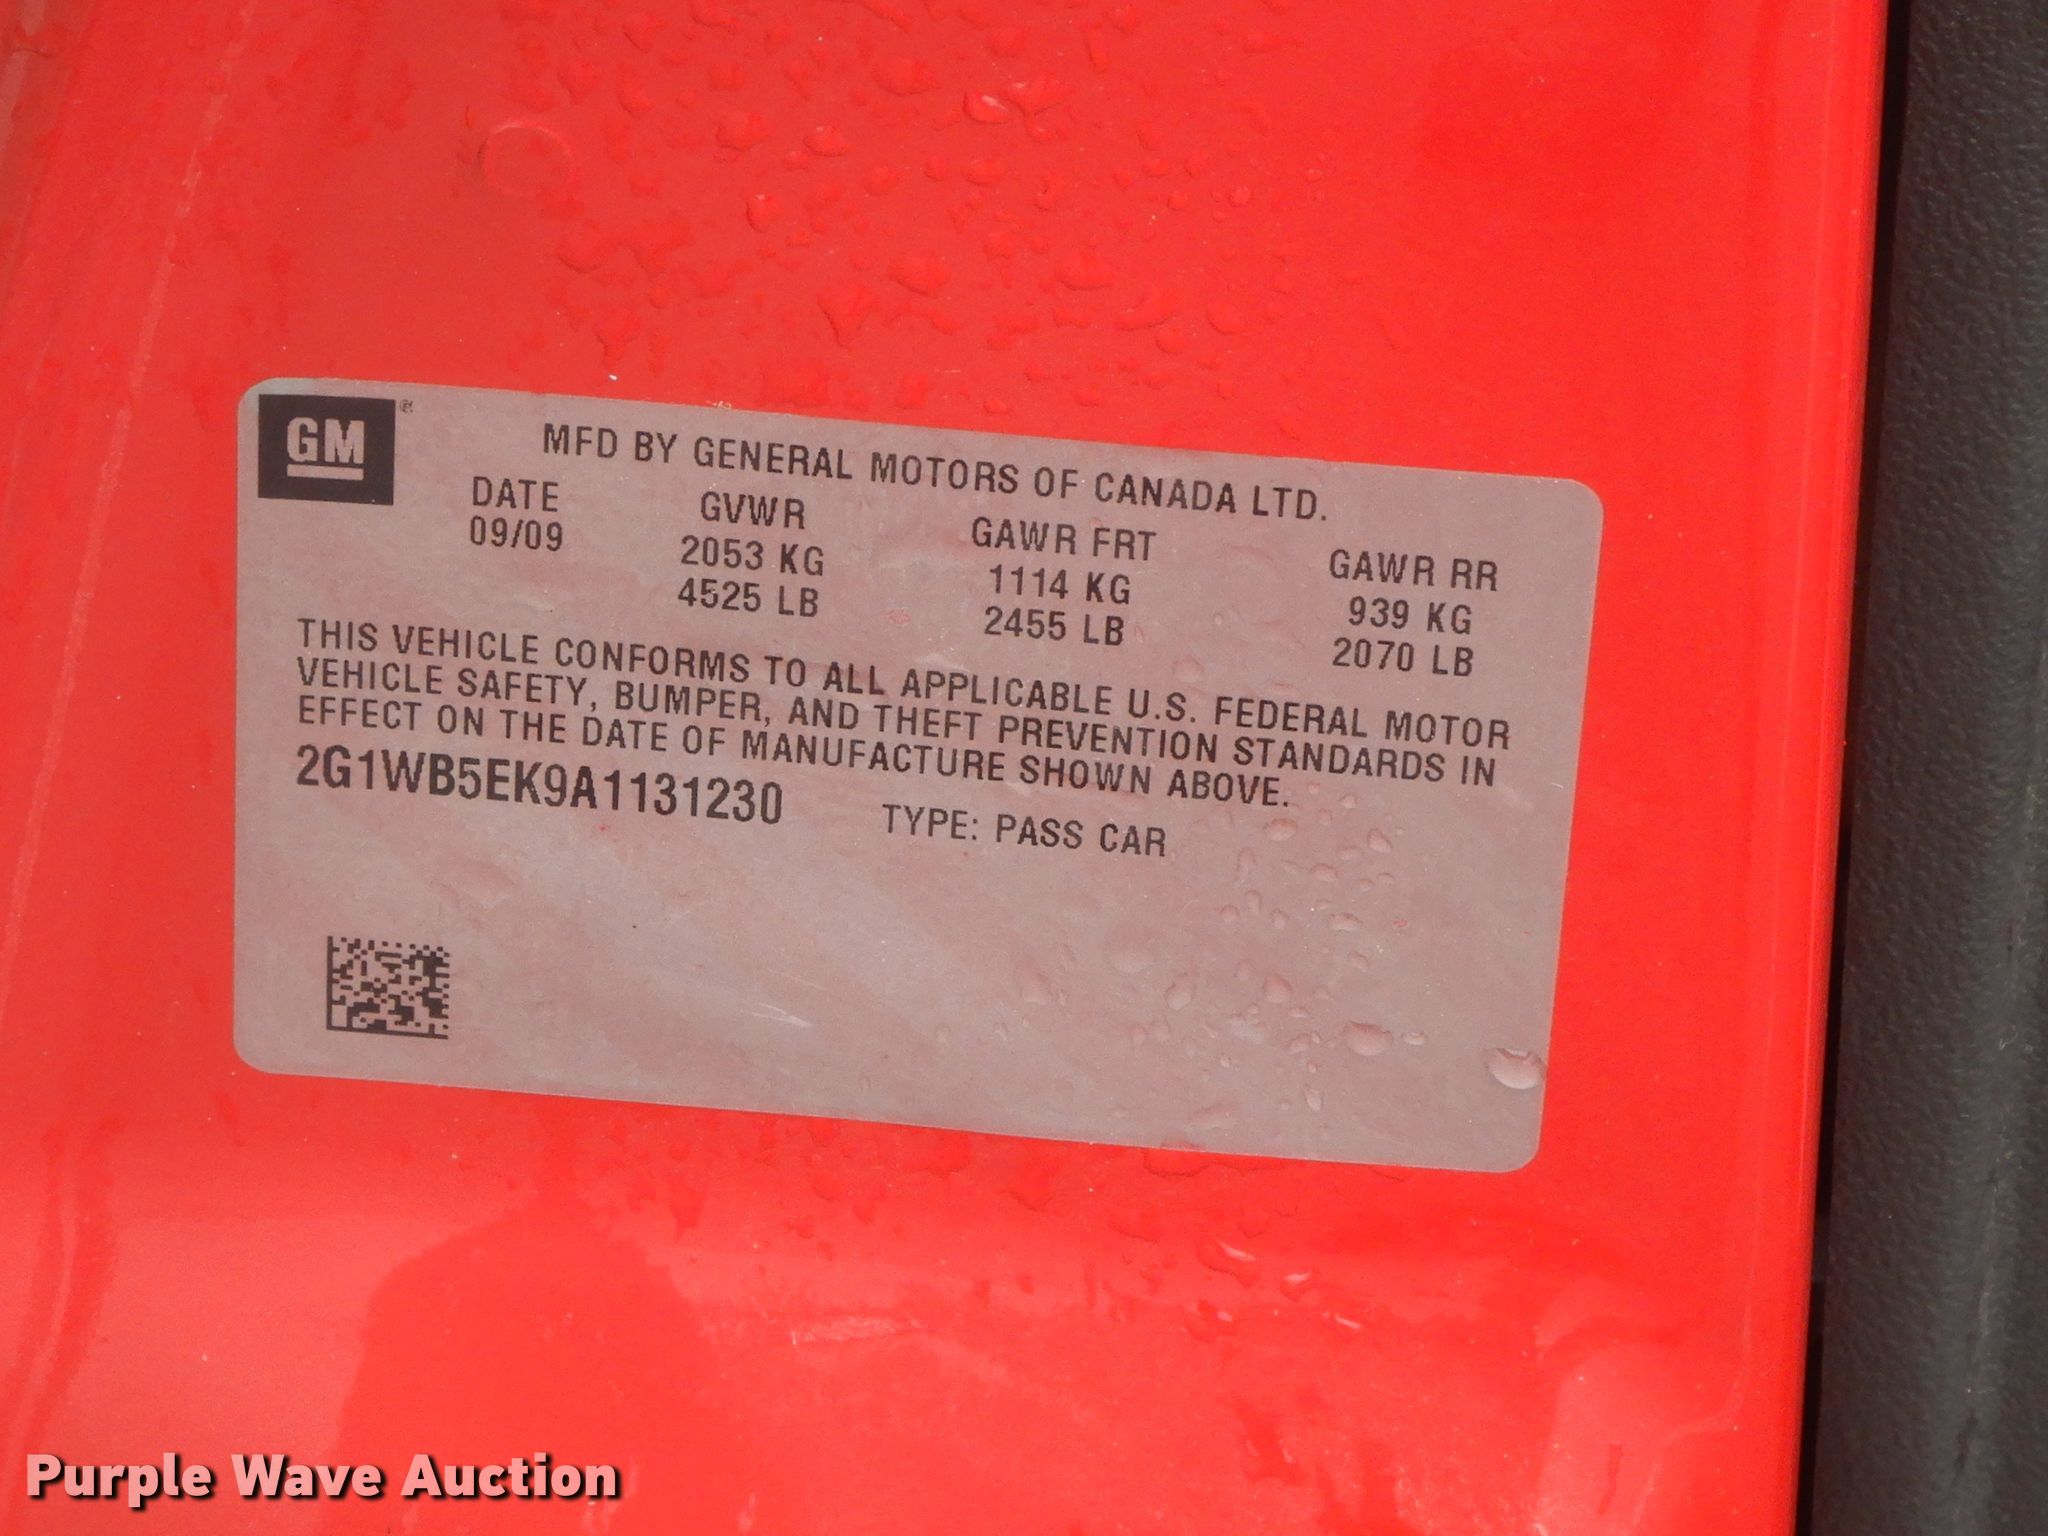 GM ®
MFD BY GENERAL MOTORS OF CANADA LTD.
DATE GVWR GAWR FRT GAWR RR
09/09 2053 KG 1114 KG 939 KG
4525 LB 2455 LB 2070 LB
THIS VEHICLE CONFORMS TO ALL APPLICABLE U.S. FEDERAL MOTOR
VEHICLE SAFETY, BUMPER, AND THEFT PREVENTION STANDARDS IN
EFFECT ON THE DATE OF MANUFACTURE SHOWN ABOVE.
2G1WB5EK9A1131230 TYPE: PASS CAR
Purple Wave Auction